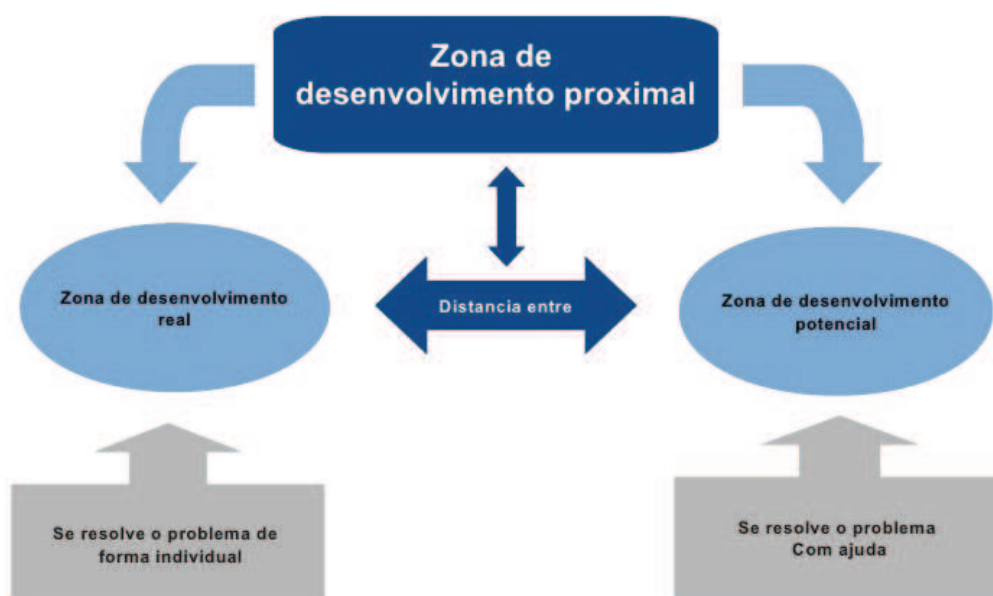 Zona de
desenvolvimento proximal
Zona de desenvolvimento
real
Distancia entre
Zona de desenvolvimento
potencial
Se resolve o problema de
forma individual
Se resolve o problema
Com ajuda